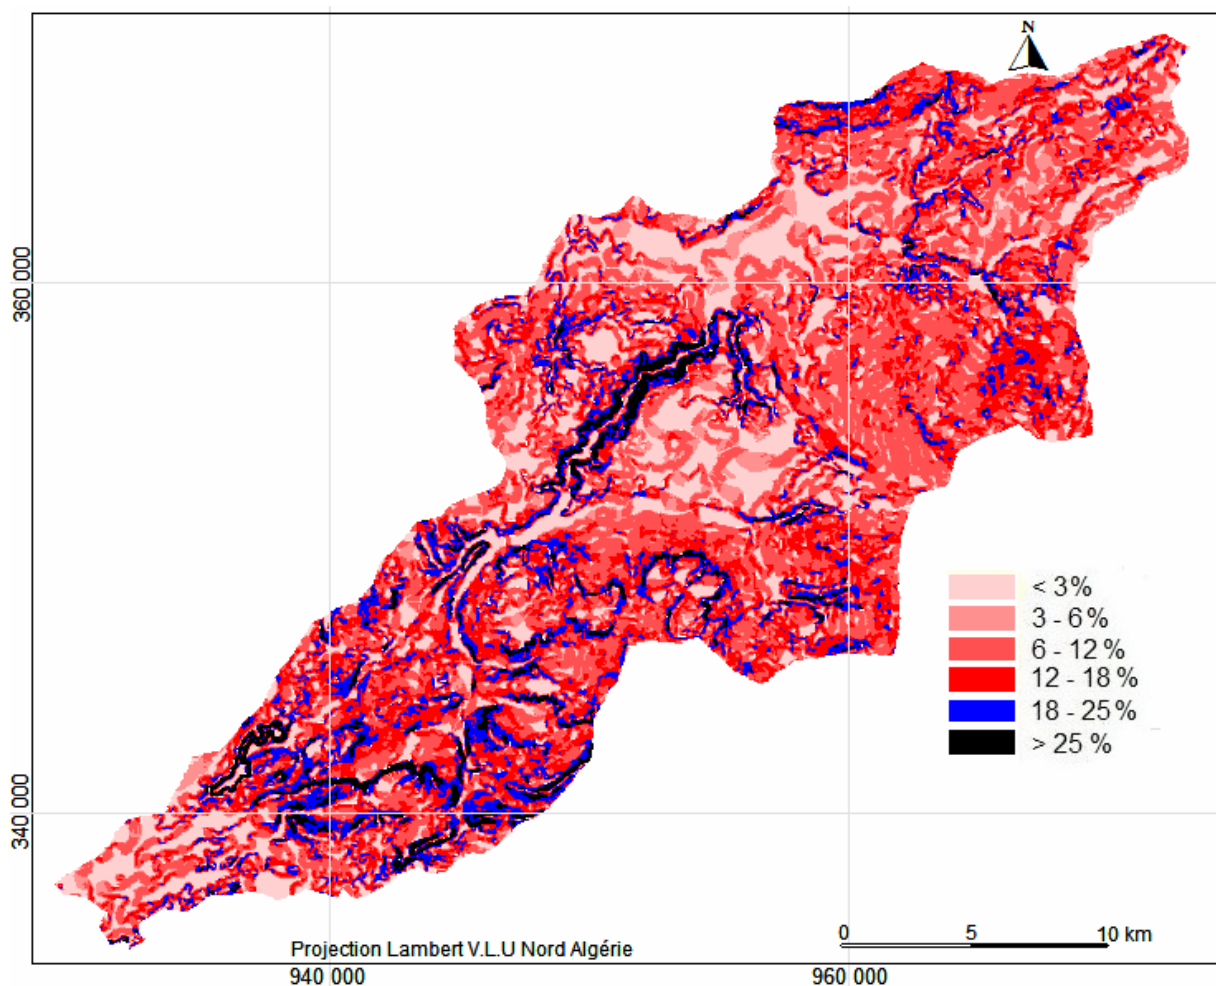 N
360 000
< 3%
3 - 6%
6 - 12 %
12 - 18 %
18 - 25 %
> 25 %
340 000
0 5 10 km
Projection Lambert V.L.U Nord Algérie
940 000 960 000